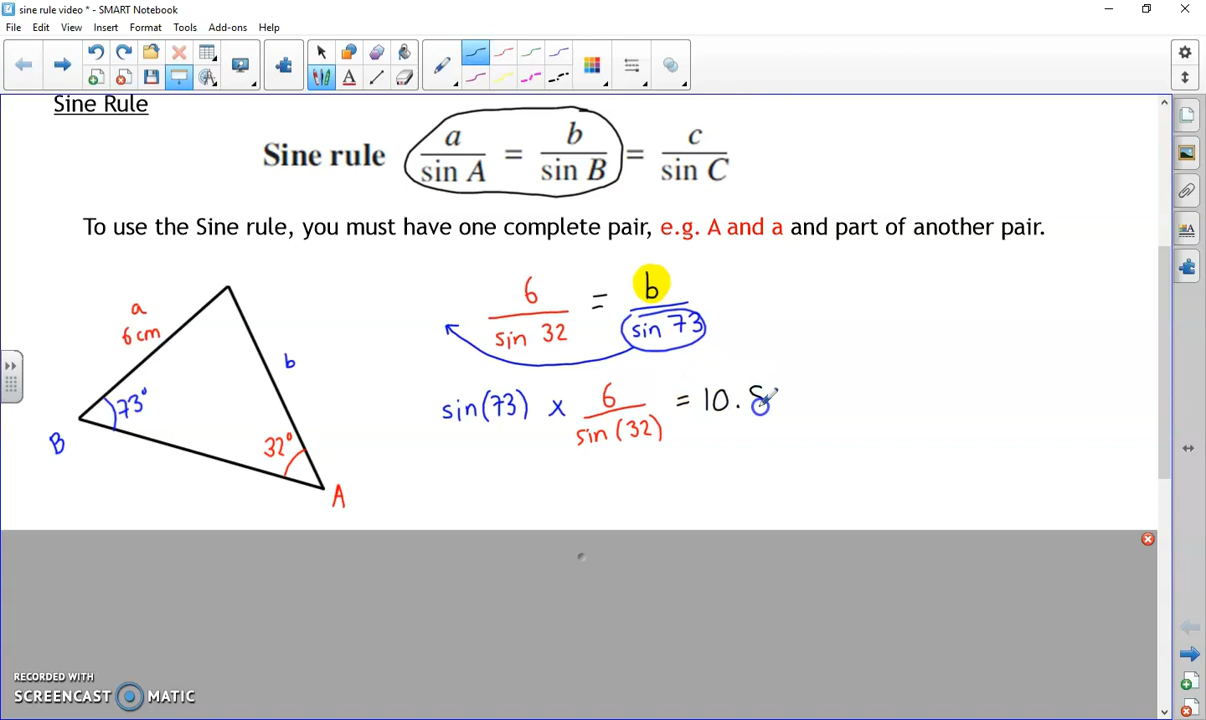 sine rule video * - SMART Notebook
File Edit View Insert Format Tools Add-ons Help
Sine Rule
Sine rule a/sin A = b/sin B = c/sin C
To use the Sine rule, you must have one complete pair, e.g. A and a and part of another pair.
6/sin 32 = b/sin 73
a
6cm
b
73°
B
32°
A
sin(73) x 6/sin(32) = 10.8
RECORDED WITH
SCREENCAST MATIC